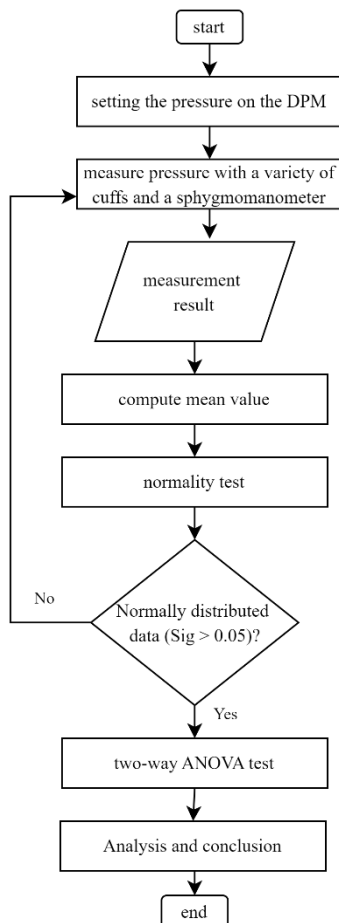 start
setting the pressure on the DPM
measure pressure with a variety of
cuffs and a sphygmomanometer
measurement
result
compute mean value
normality test
Normally distributed
data (Sig > 0.05)?
No
Yes
two-way ANOVA test
Analysis and conclusion
end